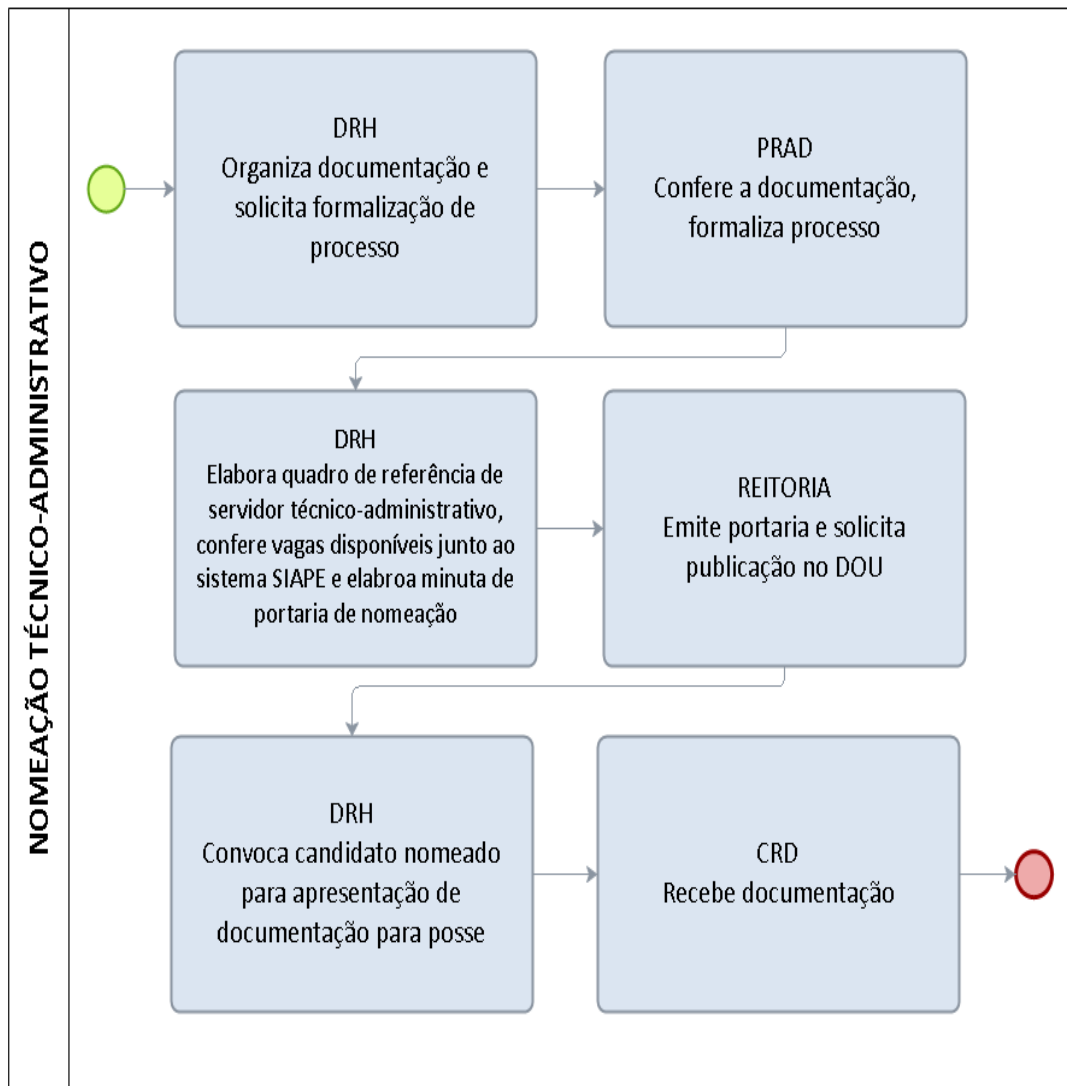 NOMEAÇÃO TÉCNICO-ADMINISTRATIVO
DRH
Organiza documentação e
solicita formalização de
processo
PRAD
Confere a documentação,
formaliza processo
DRH
Elabora quadro de referência de
servidor técnico-administrativo,
confere vagas disponíveis junto ao
sistema SIAPE e elabroa minuta de
portaria de nomeação
REITORIA
Emite portaria e solicita
publicação no DOU
DRH
Convoca candidato nomeado
para apresentação de
documentação para posse
CRD
Recebe documentação